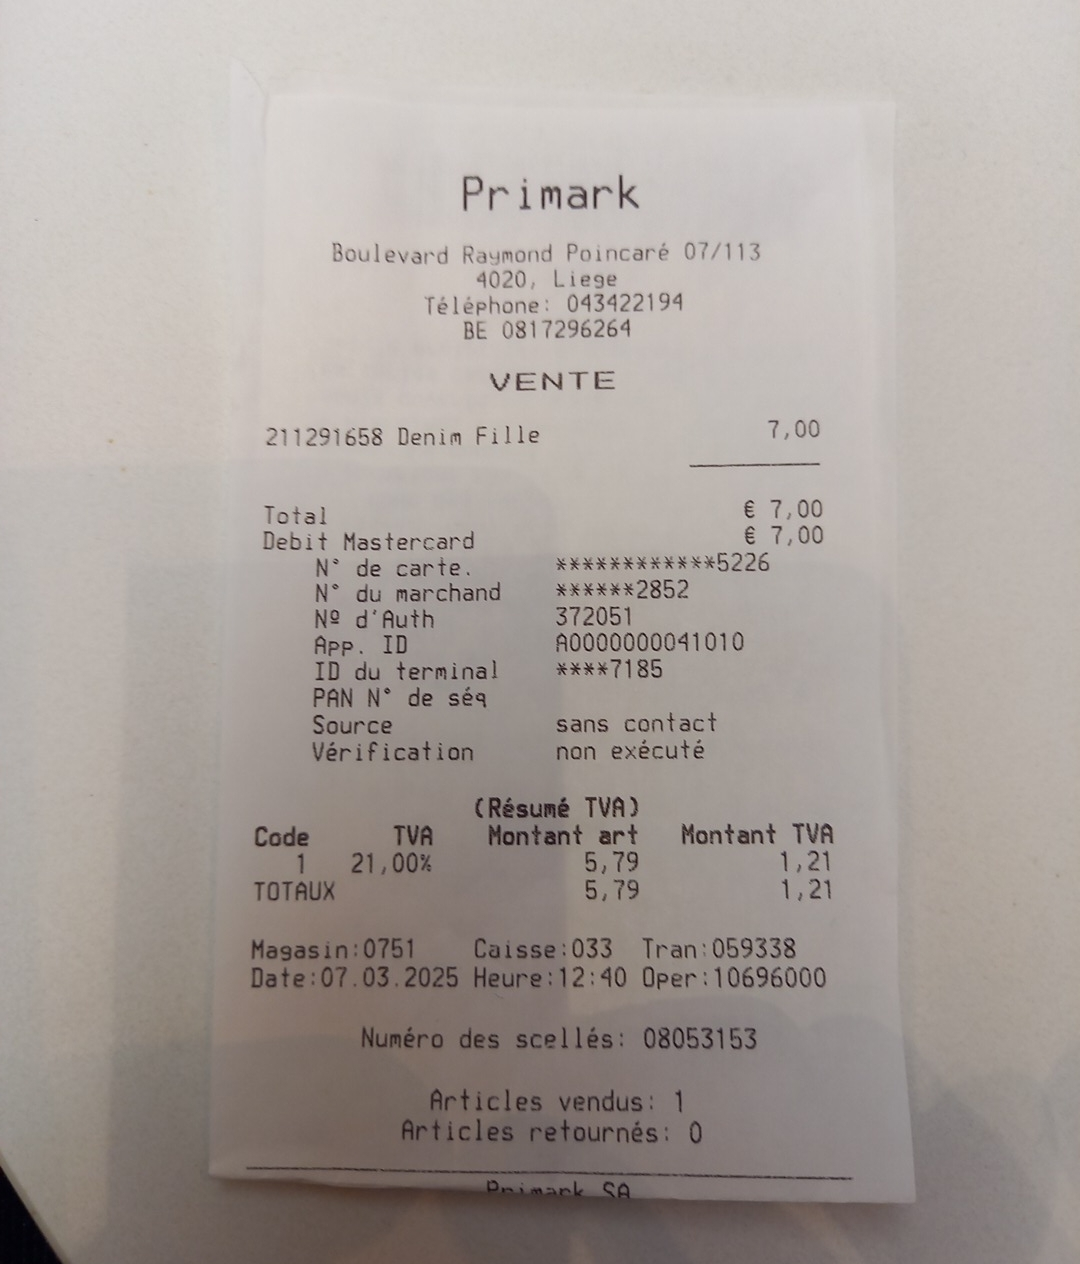 Primark
Boulevard Raymond Poincaré 07/113
4020, Liege
Téléphone: 043422194
BE 0817296264
VENTE
211291658 Denim Fille 7,00
Total € 7,00
Debit Mastercard € 7,00
N° de carte. ************5226
N° du marchand ******2852
Nº d'Auth 372051
App. ID A0000000041010
ID du terminal ****7185
PAN N° de séq
Source sans contact
Vérification non exécuté
(Résumé TVA)
Code TVA Montant art Montant TVA
1 21,00% 5,79 1,21
TOTAUX 5,79 1,21
Magasin:0751 Caisse:033 Tran:059338
Date:07.03.2025 Heure:12:40 Oper:10696000
Numéro des scellés: 08053153
Articles vendus: 1
Articles retournés: 0
Primark SA